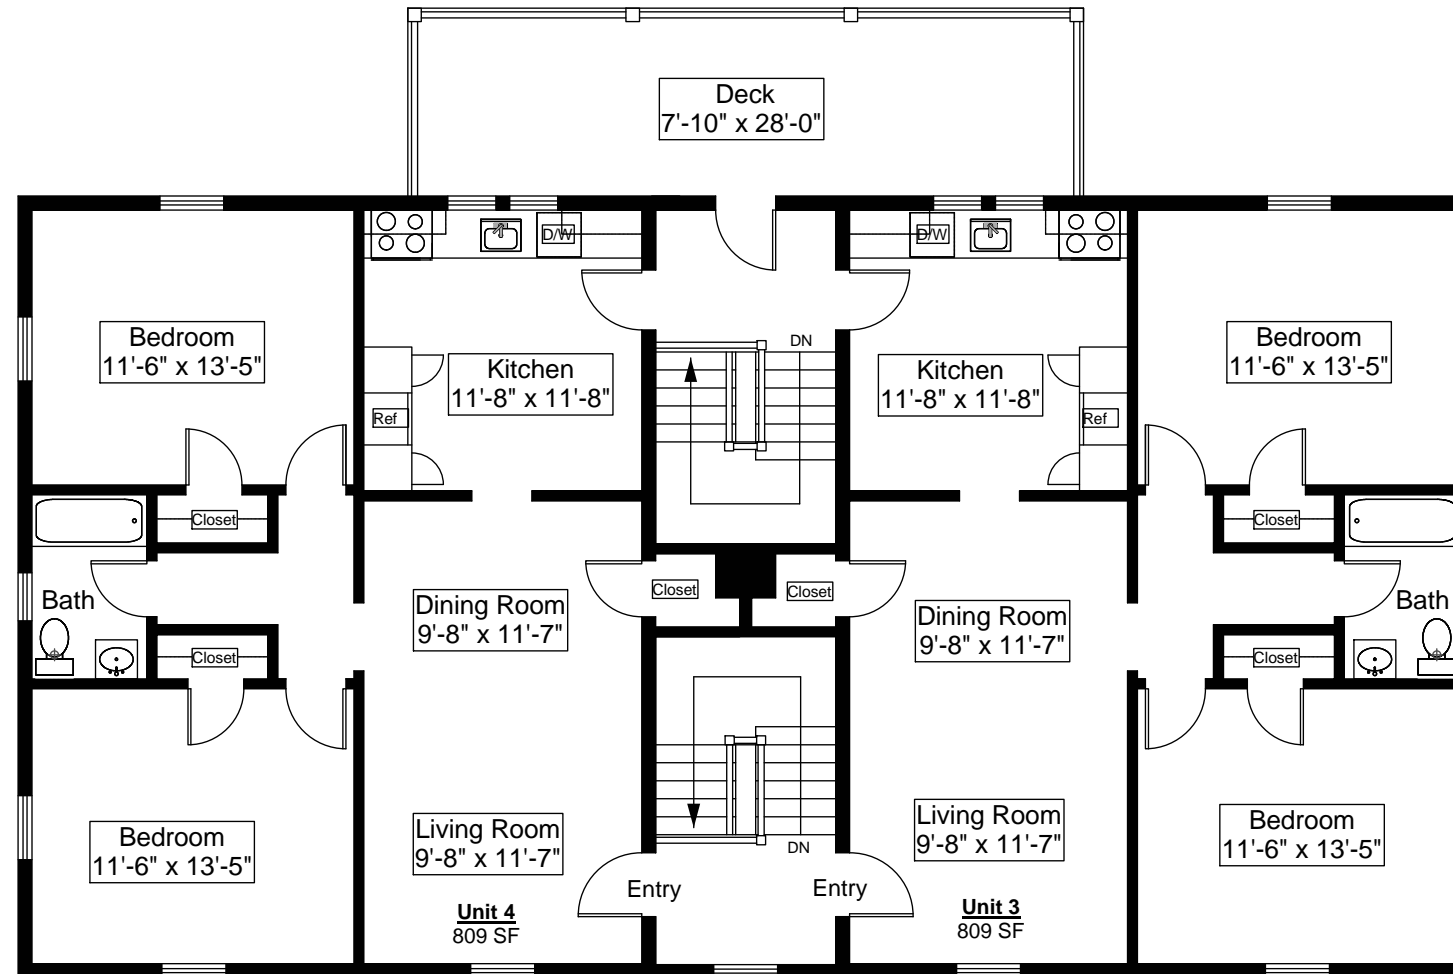 Deck
7'-10" x 28'-0"
D/W
D/W
Bedroom
11'-6" x 13'-5"
DN
Bedroom
11'-6" x 13'-5"
Kitchen
11'-8" x 11'-8"
Kitchen
11'-8" x 11'-8"
Ref
Ref
Closet
Closet
Bath
Dining Room
9'-8" x 11'-7"
Closet
Closet
Dining Room
9'-8" x 11'-7"
Bath
Closet
Closet
Bedroom
11'-6" x 13'-5"
Living Room
9'-8" x 11'-7"
DN
Living Room
9'-8" x 11'-7"
Bedroom
11'-6" x 13'-5"
Entry
Entry
Unit 4
809 SF
Unit 3
809 SF